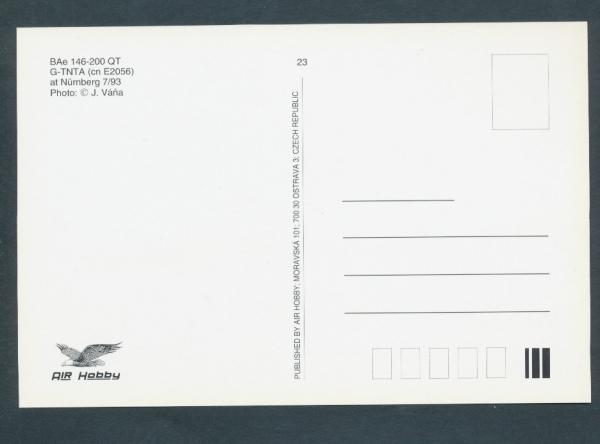 BAe 146-200 QT
G-TNTA (cn E2056)
at Nürnberg 7/93
Photo: © J. Váňa
23
PUBLISHED BY AIR HOBBY; MORAVSKÁ 101; 700 30 OSTRAVA 3; CZECH REPUBLIC
AIR Hobby